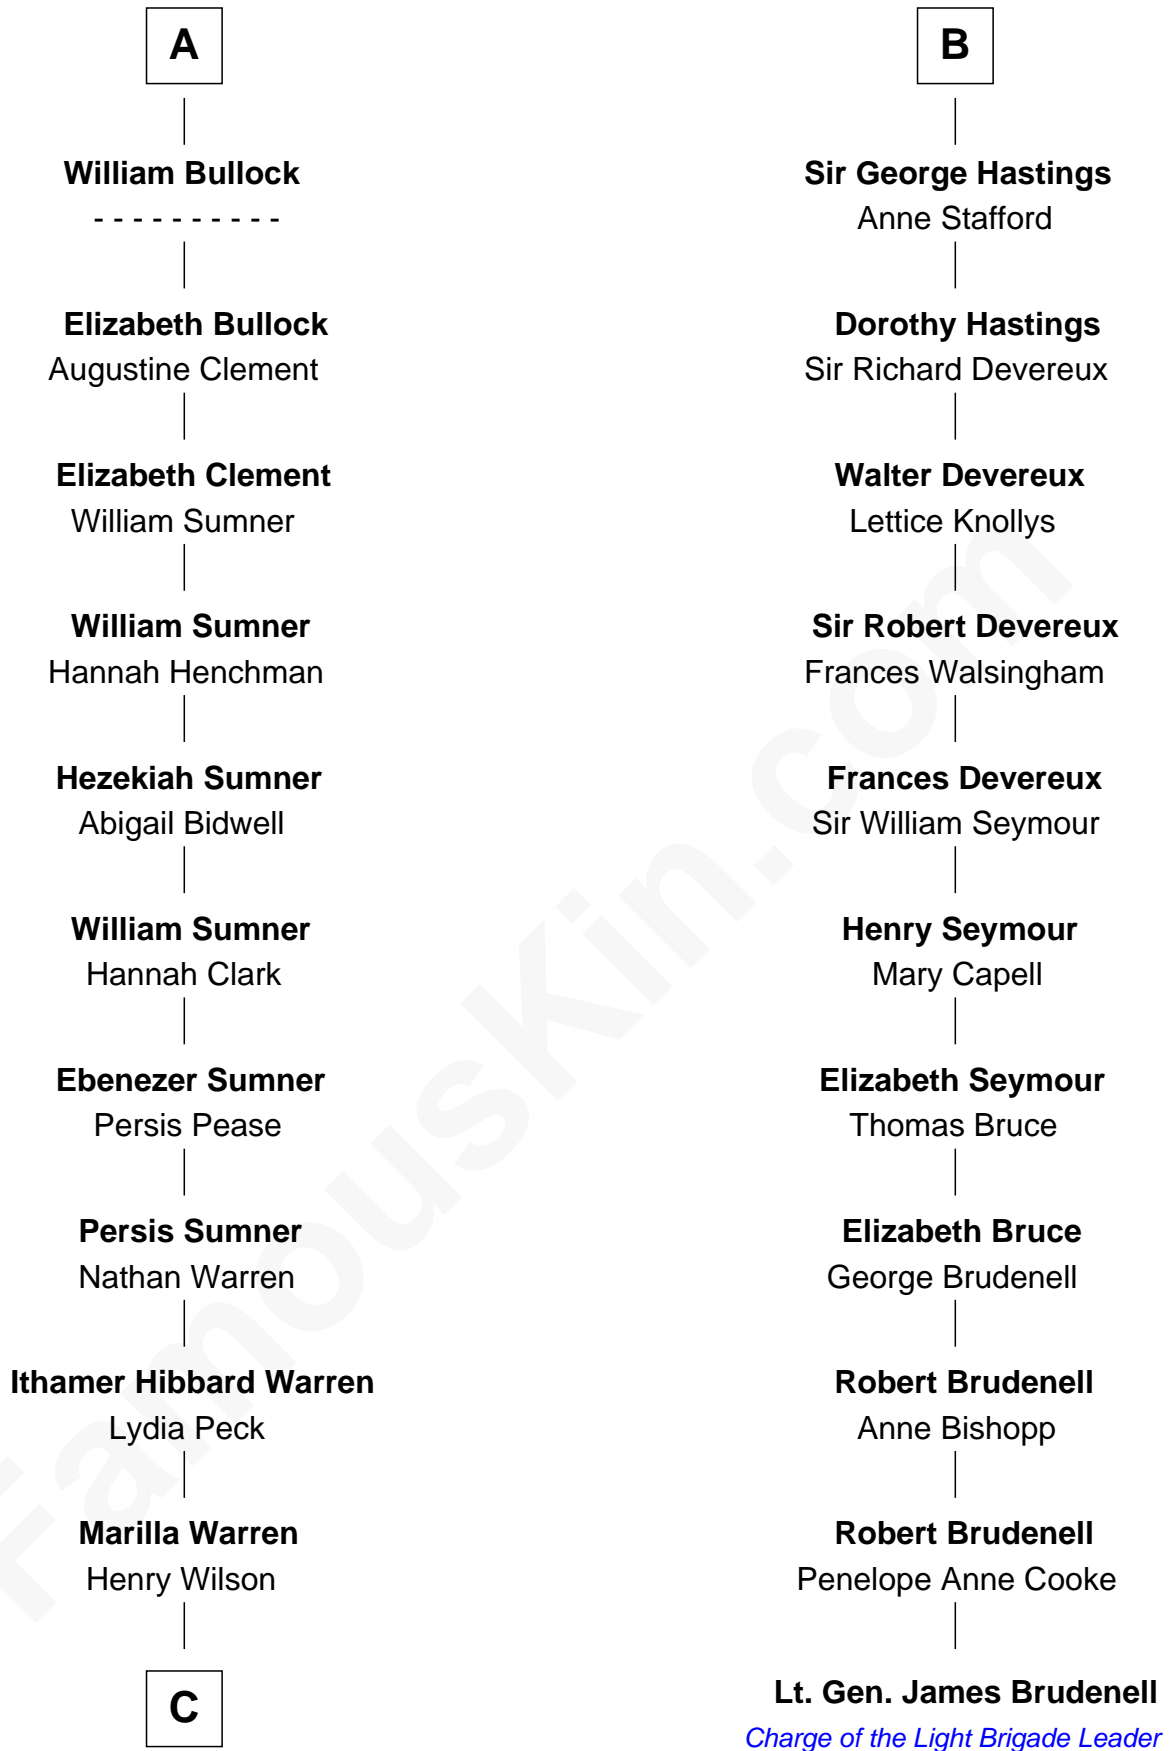 A
William Bullock
- - - - - - - - - -
Elizabeth Bullock
Augustine Clement
Elizabeth Clement
William Sumner
William Sumner
Hannah Henchman
Hezekiah Sumner
Abigail Bidwell
William Sumner
Hannah Clark
Ebenezer Sumner
Persis Pease
Persis Sumner
Nathan Warren
Ithamer Hibbard Warren
Lydia Peck
Marilla Warren
Henry Wilson
C
B
Sir George Hastings
Anne Stafford
Dorothy Hastings
Sir Richard Devereux
Walter Devereux
Lettice Knollys
Sir Robert Devereux
Frances Walsingham
Frances Devereux
Sir William Seymour
Henry Seymour
Mary Capell
Elizabeth Seymour
Thomas Bruce
Elizabeth Bruce
George Brudenell
Robert Brudenell
Anne Bishopp
Robert Brudenell
Penelope Anne Cooke
Lt. Gen. James Brudenell
Charge of the Light Brigade Leader
FamousKin.com